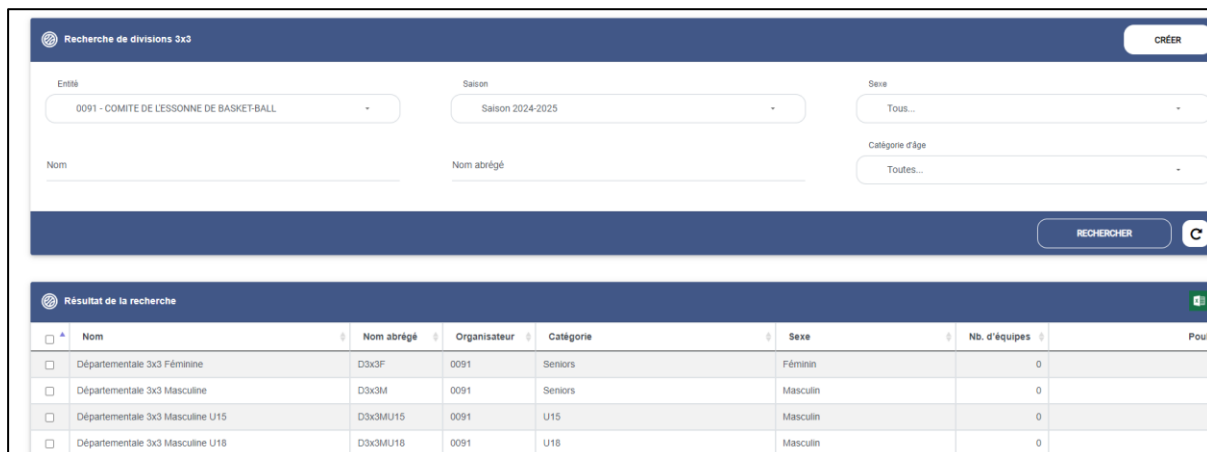 Recherche de divisions 3x3 CRÉER
Entité Saison Sexe
0091 - COMITE DE L'ESSONNE DE BASKET-BALL Saison 2024-2025 Tous...
Catégorie d'âge
Nom Nom abrégé Toutes...
RECHERCHER
Résultat de la recherche
Nom Nom abrégé Organisateur Catégorie Sexe Nb. d'équipes Poul
Départementale 3x3 Féminine D3x3F 0091 Seniors Féminin 0
Départementale 3x3 Masculine D3x3M 0091 Seniors Masculin 0
Départementale 3x3 Masculine U15 D3x3MU15 0091 U15 Masculin 0
Départementale 3x3 Masculine U18 D3x3MU18 0091 U18 Masculin 0